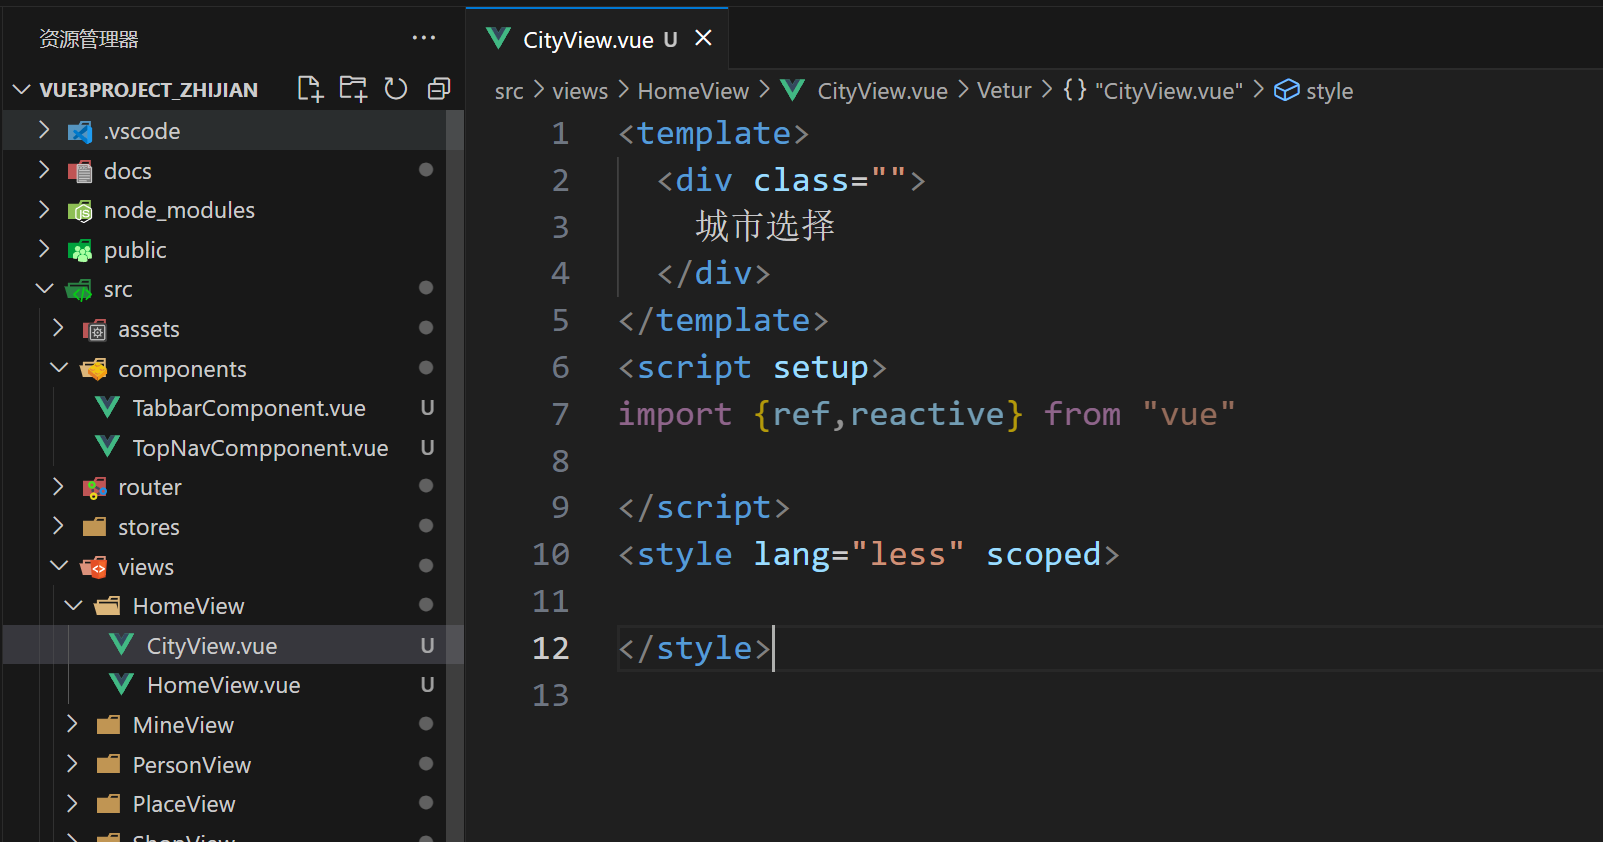 资源管理器 ···
VUE3PROJECT_ZHIJIAN
.vscode
docs
node_modules
public
src
assets
components
TabbarComponent.vue U
TopNavCompponent.vue U
router
stores
views
HomeView
CityView.vue U
HomeView.vue U
MineView
PersonView
PlaceView
ShopView
CityView.vue U
src > views > HomeView > CityView.vue > Vetur > {} "CityView.vue" > style
1 <template>
2 <div class="">
3 城市选择
4 </div>
5 </template>
6 <script setup>
7 import {ref,reactive} from "vue"
8
9 </script>
10 <style lang="less" scoped>
11
12 </style>
13